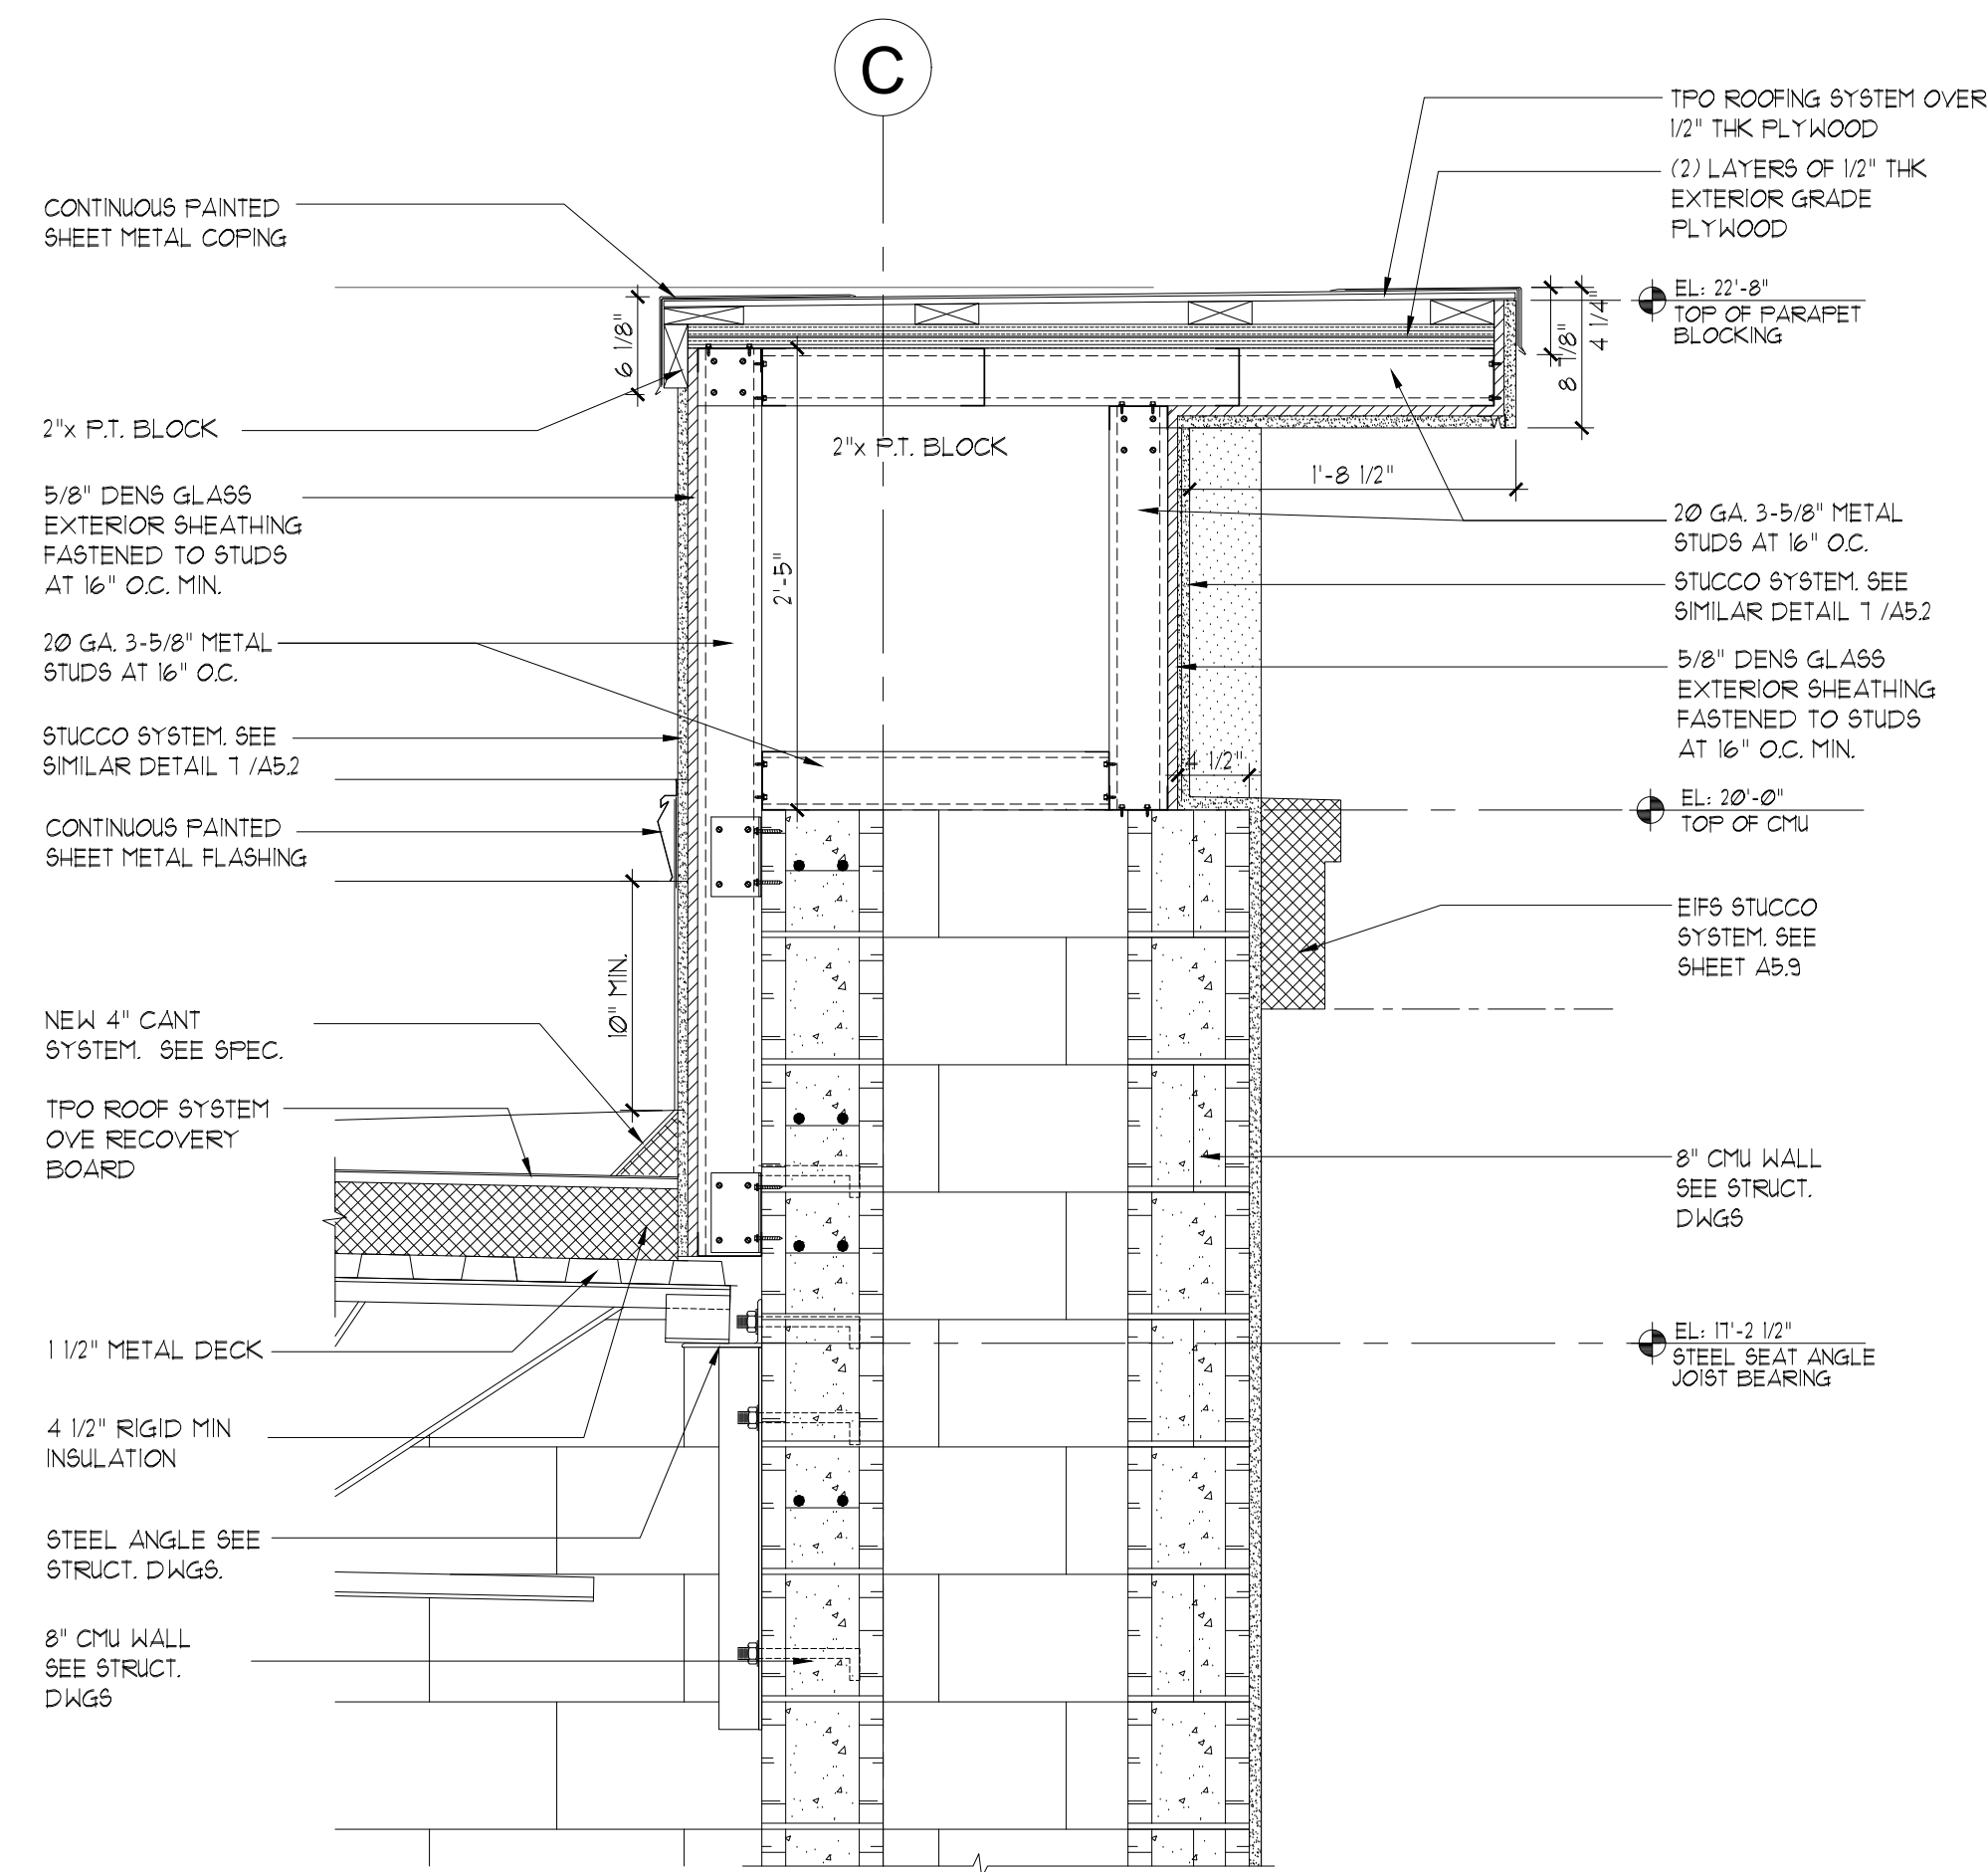 C
CONTINUOUS PAINTED
SHEET METAL COPING
2"x P.T. BLOCK
5/8" DENS GLASS
EXTERIOR SHEATHING
FASTENED TO STUDS
AT 16" O.C. MIN.
20 GA. 3-5/8" METAL
STUDS AT 16" O.C.
STUCCO SYSTEM. SEE
SIMILAR DETAIL 7 /A5.2
CONTINUOUS PAINTED
SHEET METAL FLASHING
NEW 4" CANT
SYSTEM. SEE SPEC.
TPO ROOF SYSTEM
OVE RECOVERY
BOARD
1 1/2" METAL DECK
4 1/2" RIGID MIN
INSULATION
STEEL ANGLE SEE
STRUCT. DWGS.
8" CMU WALL
SEE STRUCT.
DWGS
6 1/8"
2"x P.T. BLOCK
2'-5"
10" MIN.
4 1/2"
1'-8 1/2"
8 1/8"
4 1/4"
TPO ROOFING SYSTEM OVER
1/2" THK PLYWOOD
(2) LAYERS OF 1/2" THK
EXTERIOR GRADE
PLYWOOD
EL: 22'-8"
TOP OF PARAPET
BLOCKING
20 GA. 3-5/8" METAL
STUDS AT 16" O.C.
STUCCO SYSTEM. SEE
SIMILAR DETAIL 7 /A5.2
5/8" DENS GLASS
EXTERIOR SHEATHING
FASTENED TO STUDS
AT 16" O.C. MIN.
EL: 20'-0"
TOP OF CMU
EIFS STUCCO
SYSTEM. SEE
SHEET A5.9
8" CMU WALL
SEE STRUCT.
DWGS
EL: 17'-2 1/2"
STEEL SEAT ANGLE
JOIST BEARING